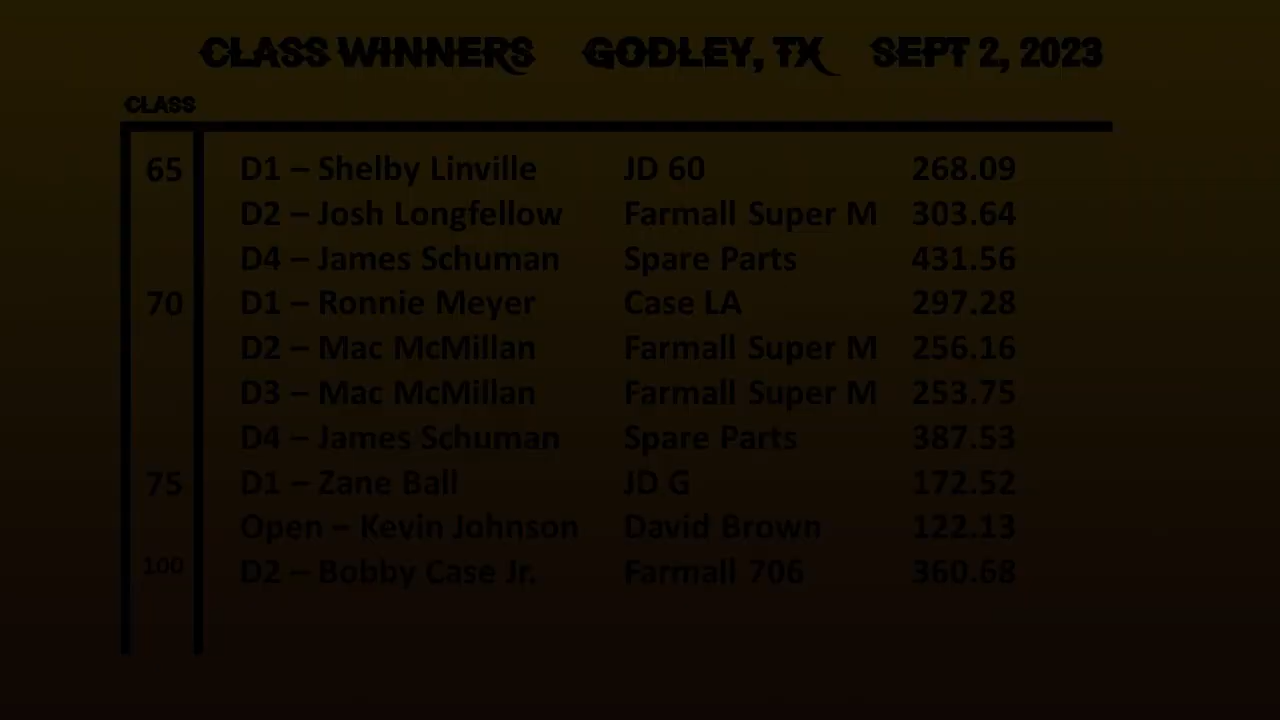 CLASS WINNERS GODLEY, TX SEPT 2, 2023
CLASS
65 D1 – Shelby Linville JD 60 268.09
D2 – Josh Longfellow Farmall Super M 303.64
D4 – James Schuman Spare Parts 431.56
70 D1 – Ronnie Meyer Case LA 297.28
D2 – Mac McMillan Farmall Super M 256.16
D3 – Mac McMillan Farmall Super M 253.75
D4 – James Schuman Spare Parts 387.53
75 D1 – Zane Ball JD G 172.52
Open – Kevin Johnson David Brown 122.13
100 D2 – Bobby Case Jr. Farmall 706 360.68